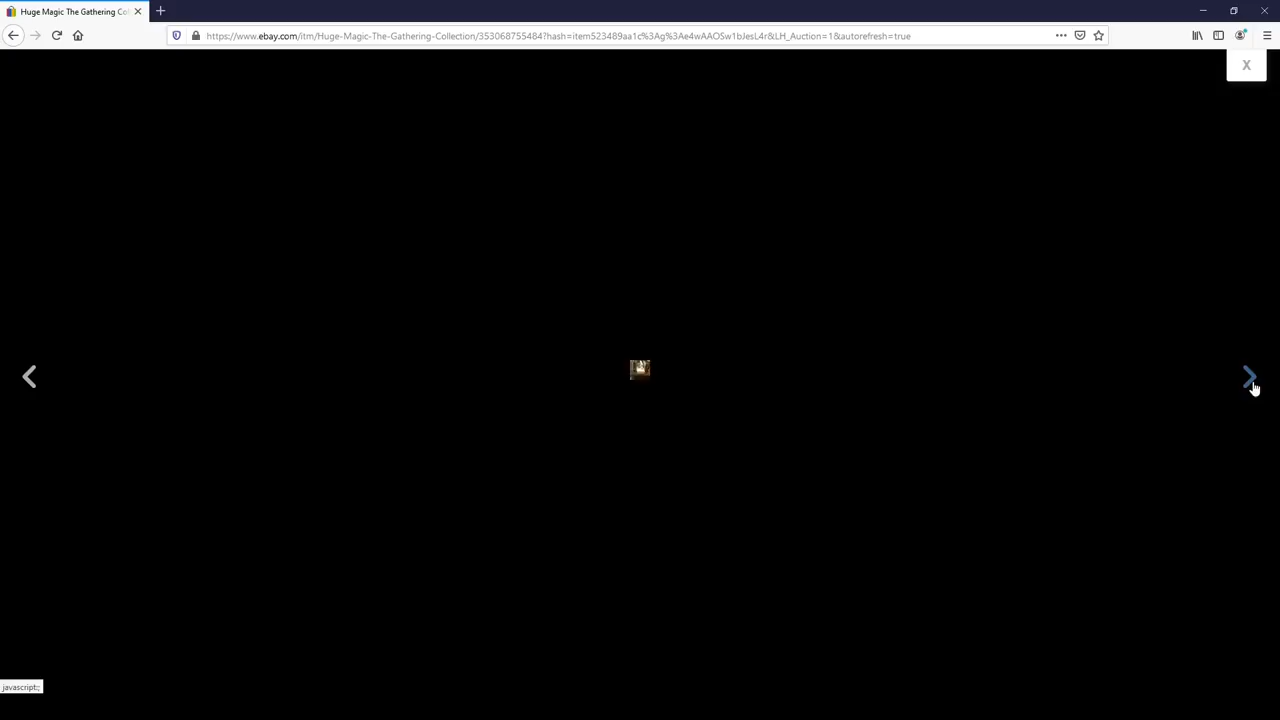 Huge Magic The Gathering Col
https://www.ebay.com/itm/Huge-Magic-The-Gathering-Collection/353068755484?hash=item523489aa1c%3Ag%3Ae4wAAOSw1bJesL4r&LH_Auction=1&autorefresh=true
X
javascript:;